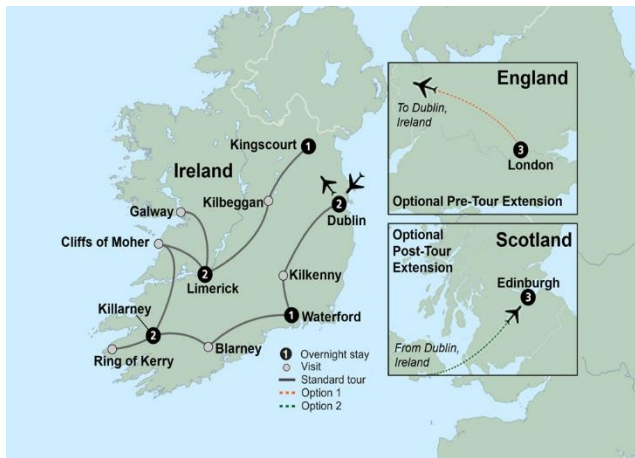 Kingscourt
1
Ireland
Kilbeggan
Galway
2
Dublin
Cliffs of Moher
2
Limerick
Kilkenny
Killarney
2
1
Waterford
Ring of Kerry
Blarney
1 Overnight stay
Visit
Standard tour
Option 1
Option 2
England
To Dublin,
Ireland
3
London
Optional Pre-Tour Extension
Optional
Post-Tour
Extension
Scotland
Edinburgh
3
From Dublin,
Ireland